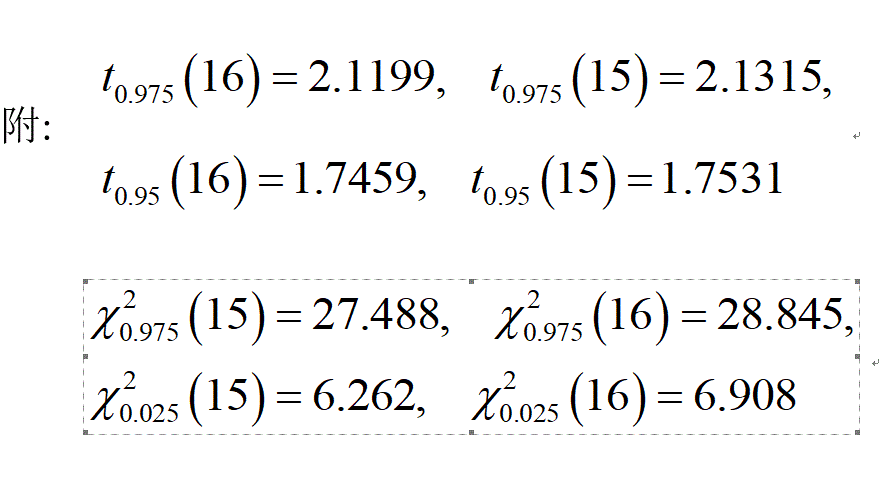 t0.975(16) = 2.1199, t0.975(15) = 2.1315,
附:
t0.95(16) = 1.7459, t0.95(15) = 1.7531
χ²0.975(15) = 27.488, χ²0.975(16) = 28.845,
χ²0.025(15) = 6.262, χ²0.025(16) = 6.908